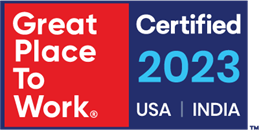 Great
Place
To
Work®
Certified
2023
USA | INDIA
™